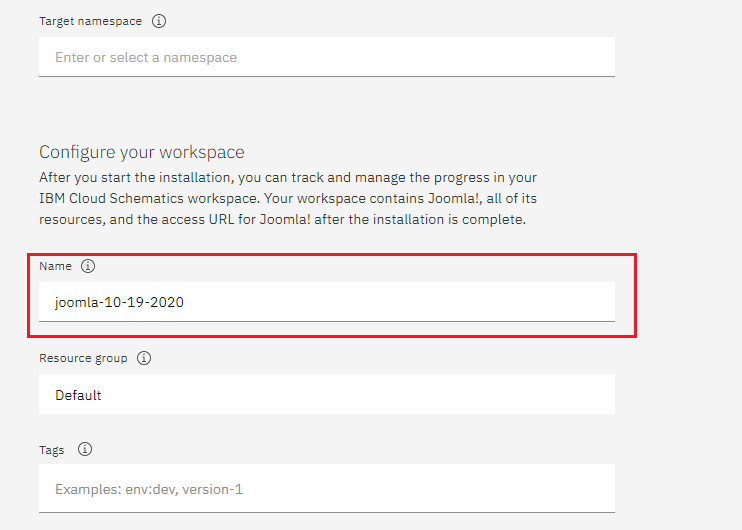 Target namespace
Enter or select a namespace
Configure your workspace
After you start the installation, you can track and manage the progress in your
IBM Cloud Schematics workspace. Your workspace contains Joomla!, all of its
resources, and the access URL for Joomla! after the installation is complete.
Name
joomla-10-19-2020
Resource group
Default
Tags
Examples: env:dev, version-1